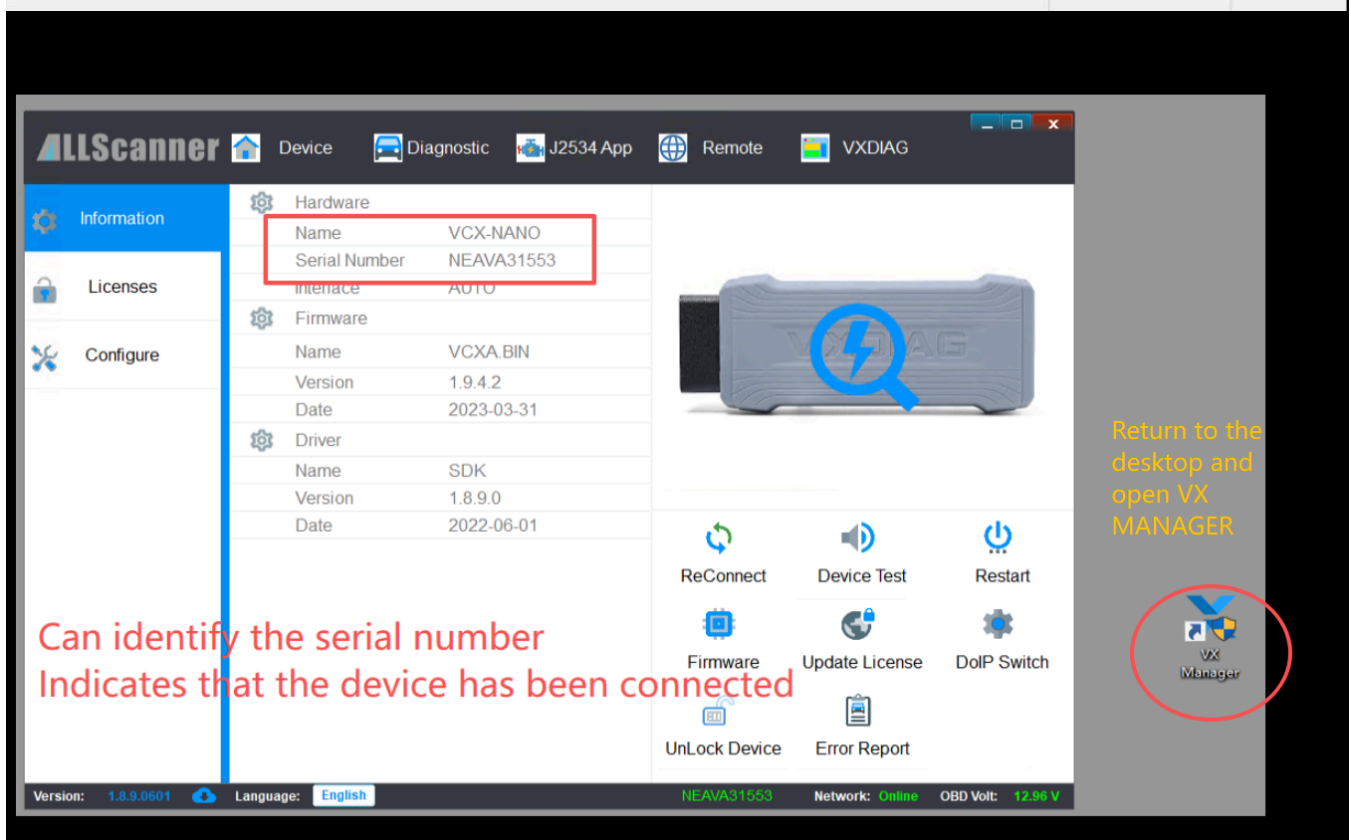 ALLScanner
Device
Diagnostic
J2534 App
Remote
VXDIAG
Information
Licenses
Configure
Hardware
Name VCX-NANO
Serial Number NEAVA31553
Interface AUTO
Firmware
Name VCXA.BIN
Version 1.9.4.2
Date 2023-03-31
Driver
Name SDK
Version 1.8.9.0
Date 2022-06-01
VXDIAG
ReConnect
Device Test
Restart
Firmware
Update License
DoIP Switch
UnLock Device
Error Report
Can identify the serial number
Indicates that the device has been connected
Return to the
desktop and
open VX
MANAGER
VX
Manager
Version: 1.8.9.0601 Language: English NEAVA31553 Network: Online OBD Volt: 12.96 V